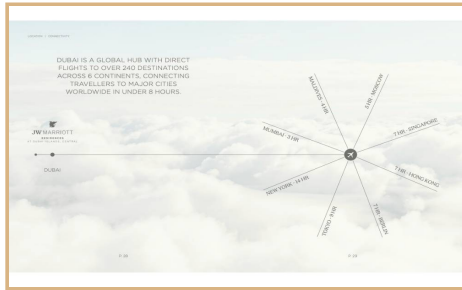 DUBAI IS A GLOBAL HUB WITH DIRECT
FLIGHTS TO OVER 240 DESTINATIONS
ACROSS 6 CONTINENTS, CONNECTING
TRAVELLERS TO MAJOR CITIES
WORLDWIDE IN UNDER 8 HOURS.
MALDIVES - 4 HR
5 HR - MOSCOW
JW MARRIOTT
RESIDENCES
MUMBAI - 3 HR
7 HR - SINGAPORE
DUBAI
NEW YORK - 14 HR
7 HR - HONG KONG
TOKYO - 9 HR
7 HR - BERLIN